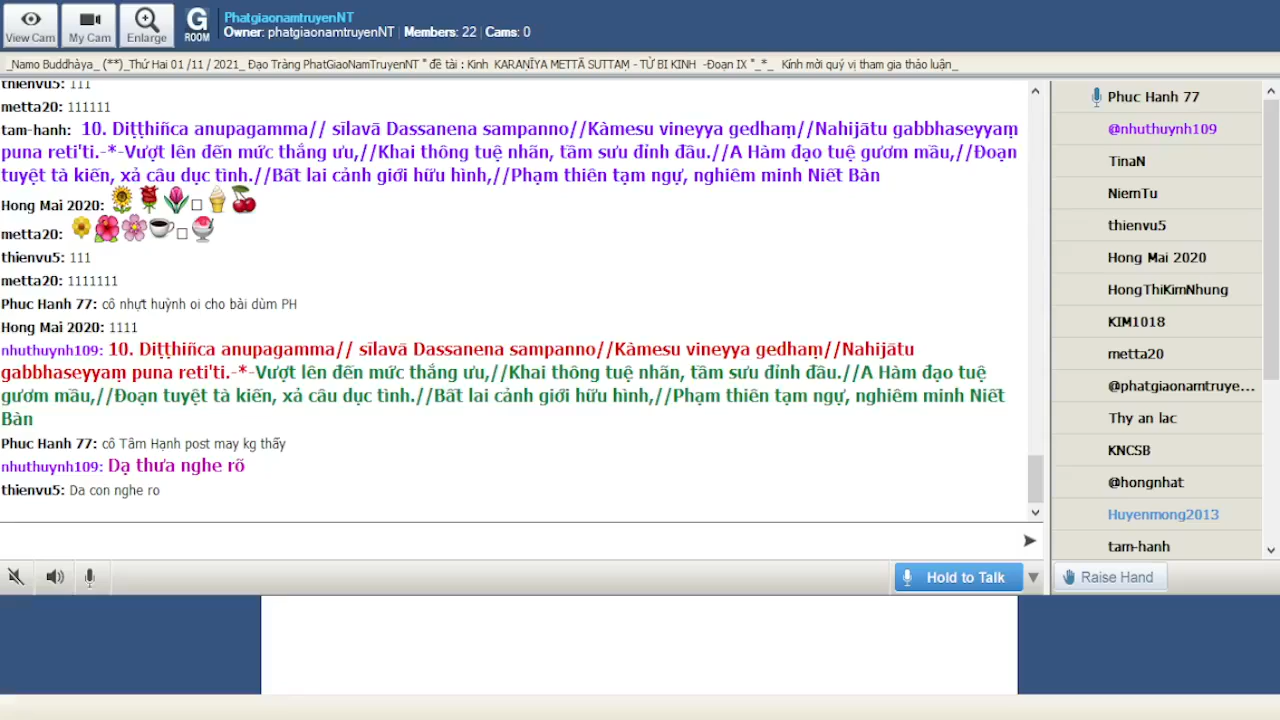 View Cam
My Cam
Enlarge
G
ROOM
PhatgiaonamtruyenNT
Owner: phatgiaonamtruyenNT | Members: 22 | Cams: 0
_Namo Buddhàya_ (**)_Thứ Hai 01 /11 / 2021_ Đạo Tràng PhatGiaoNamTruyenNT " đề tài : Kinh KARAṆĪYA METTĀ SUTTAṂ - TỪ BI KINH -Đoạn IX "_*_ Kính mời quý vị tham gia thảo luận_
thienvu5: 111
metta20: 111111
tam-hanh: 10. Diṭṭhiñca anupagamma// sīlavā Dassanena sampanno//Kàmesu vineyya gedhaṃ//Nahijātu gabbhaseyyaṃ
puna reti'ti.-*-Vượt lên đến mức thắng ưu,//Khai thông tuệ nhãn, tầm sưu đỉnh đầu.//A Hàm đạo tuệ gươm mầu,//Đoạn
tuyệt tà kiến, xả câu dục tình.//Bất lai cảnh giới hữu hình,//Phạm thiên tạm ngự, nghiêm minh Niết Bàn
Hong Mai 2020:
metta20:
thienvu5: 111
metta20: 1111111
Phuc Hanh 77: cô nhựt huỳnh oi cho bài dùm PH
Hong Mai 2020: 1111
nhuthuynh109: 10. Diṭṭhiñca anupagamma// sīlavā Dassanena sampanno//Kàmesu vineyya gedhaṃ//Nahijātu
gabbhaseyyaṃ puna reti'ti.-*-Vượt lên đến mức thắng ưu,//Khai thông tuệ nhãn, tầm sưu đỉnh đầu.//A Hàm đạo tuệ
gươm mầu,//Đoạn tuyệt tà kiến, xả câu dục tình.//Bất lai cảnh giới hữu hình,//Phạm thiên tạm ngự, nghiêm minh Niết
Bàn
Phuc Hanh 77: cô Tâm Hạnh post may kg thấy
nhuthuynh109: Dạ thưa nghe rõ
thienvu5: Da con nghe ro
Hold to Talk
Phuc Hanh 77
@nhuthuynh109
TinaN
NiemTu
thienvu5
Hong Mai 2020
HongThiKimNhung
KIM1018
metta20
@phatgiaonamtruye...
Thy an lac
KNCSB
@hongnhat
Huyenmong2013
tam-hanh
Raise Hand